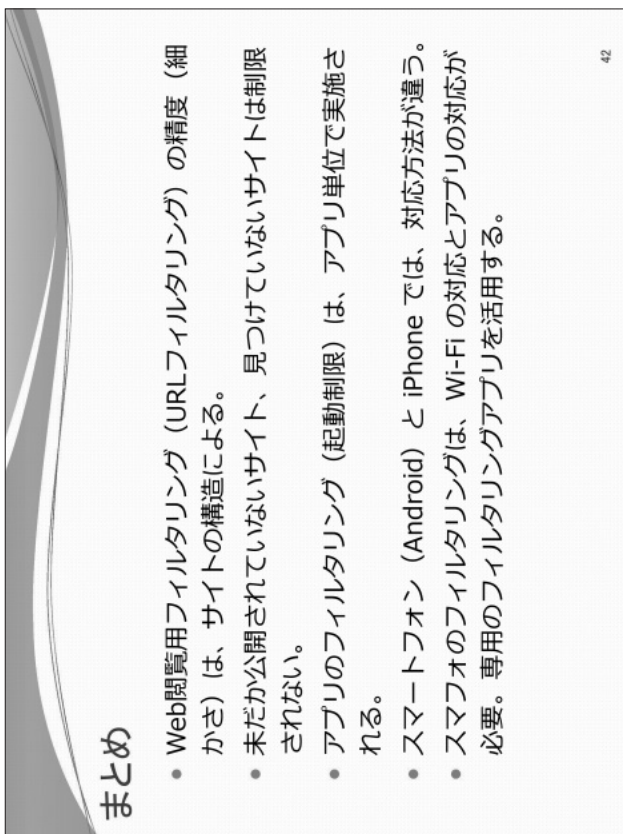 まとめ
• Web閲覧用フィルタリング（URLフィルタリング）の精度（細
かさ）は、サイトの構造による。
• 未だか公開されていないサイト、見つけていないサイトは制限
されない。
• アプリのフィルタリング（起動制限）は、アプリ単位で実施さ
れる。
• スマートフォン（Android）と iPhone では、対応方法が違う。
• スマフォのフィルタリングは、Wi-Fi の対応とアプリの対応が
必要。専用のフィルタリングアプリを活用する。
42